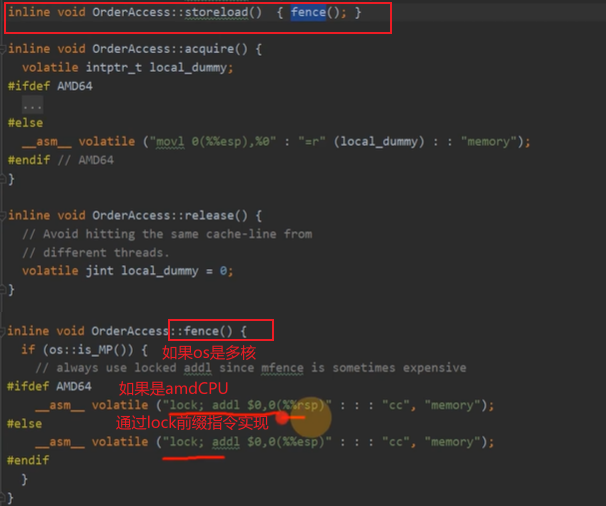 inline void OrderAccess::storeload()  { fence(); }
inline void OrderAccess::acquire() {
volatile intptr_t local_dummy;
#ifdef AMD64
...
#else
__asm__ volatile ("movl 0(%%esp),%0" : "=r" (local_dummy) : : "memory");
#endif // AMD64
}
inline void OrderAccess::release() {
// Avoid hitting the same cache-line from
// different threads.
volatile jint local_dummy = 0;
}
inline void OrderAccess::fence() {
if (os::is_MP()) { 如果os是多核
// always use locked addl since mfence is sometimes expensive
#ifdef AMD64 如果是amdCPU
__asm__ volatile ("lock; addl $0,0(%%rsp)" : : : "cc", "memory");
#else 通过lock前缀指令实现
__asm__ volatile ("lock; addl $0,0(%%esp)" : : : "cc", "memory");
#endif
}
}